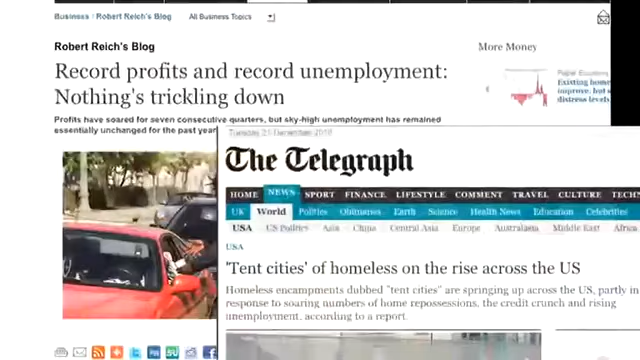 Business / Robert Reich's Blog
All Business Topics
Robert Reich's Blog
More Money
Record profits and record unemployment:
Nothing's trickling down
Existing home
improve, but s
distress levels
Profits have soared for seven consecutive quarters, but sky-high unemployment has remained
essentially unchanged for the past year
Tuesday 21 December 2010
The Telegraph
HOME NEWS SPORT FINANCE LIFESTYLE COMMENT TRAVEL CULTURE TECHN
UK World Politics Obituaries Earth Science Health News Education Celebrities
USA US Politics Asia China Central Asia Europe Australasia Middle East Africa
USA
'Tent cities' of homeless on the rise across the US
Homeless encampments dubbed "tent cities" are springing up across the US, partly in
response to soaring numbers of home repossessions, the credit crunch and rising
unemployment, according to a report.